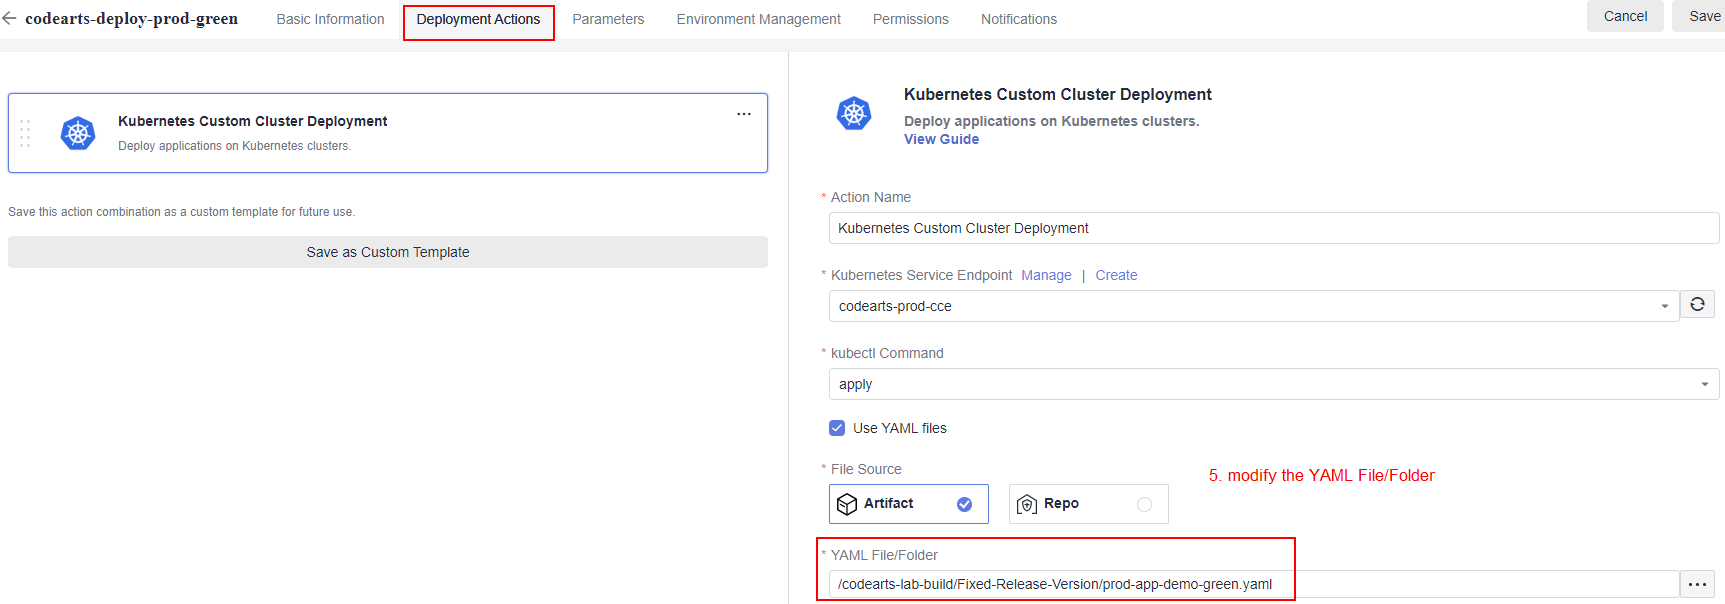 codearts-deploy-prod-green
Basic Information
Deployment Actions
Parameters
Environment Management
Permissions
Notifications
Cancel
Save
Kubernetes Custom Cluster Deployment
...
Deploy applications on Kubernetes clusters.
Save this action combination as a custom template for future use.
Save as Custom Template
Kubernetes Custom Cluster Deployment
Deploy applications on Kubernetes clusters.
View Guide
* Action Name
Kubernetes Custom Cluster Deployment
* Kubernetes Service Endpoint Manage | Create
codearts-prod-cce
* kubectl Command
apply
Use YAML files
* File Source
5. modify the YAML File/Folder
Artifact
Repo
* YAML File/Folder
/codearts-lab-build/Fixed-Release-Version/prod-app-demo-green.yaml
...